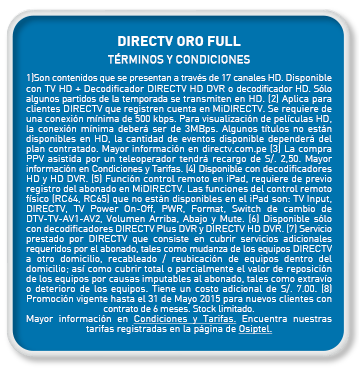 DIRECTV ORO FULL
TÉRMINOS Y CONDICIONES
1)Son contenidos que se presentan a través de 17 canales HD. Disponible
con TV HD + Decodificador DIRECTV HD DVR o decodificador HD. Sólo
algunos partidos de la temporada se transmiten en HD. (2) Aplica para
clientes DIRECTV que registren cuenta en MiDIRECTV. Se requiere de
una conexión mínima de 500 kbps. Para visualización de películas HD,
la conexión mínima deberá ser de 3MBps. Algunos títulos no están
disponibles en HD, la cantidad de eventos disponible dependerá del
plan contratado. Mayor información en directv.com.pe (3) La compra
PPV asistida por un teleoperador tendrá recargo de S/. 2,50. Mayor
información en Condiciones y Tarifas. (4) Disponible con decodificadores
HD y HD DVR. (5) Función control remoto en iPad, requiere de previo
registro del abonado en MiDIRECTV. Las funciones del control remoto
físico (RC64, RC65) que no están disponibles en el iPad son: TV Input,
DIRECTV, TV Power On-Off, PWR, Format, Switch de cambio de
DTV-TV-AV1-AV2, Volumen Arriba, Abajo y Mute. (6) Disponible sólo
con decodificadores DIRECTV Plus DVR y DIRECTV HD DVR. (7) Servicio
prestado por DIRECTV que consiste en cubrir servicios adicionales
requeridos por el abonado, tales como mudanza de los equipos DIRECTV
a otro domicilio, recableado / reubicación de equipos dentro del
domicilio; así como cubrir total o parcialmente el valor de reposición
de los equipos por causas imputables al abonado, tales como extravío
o deterioro de los equipos. Tiene un costo adicional de S/. 7.00. (8)
Promoción vigente hasta el 31 de Mayo 2015 para nuevos clientes con
contrato de 6 meses. Stock limitado.
Mayor información en Condiciones y Tarifas. Encuentra nuestras
tarifas registradas en la página de Osiptel.